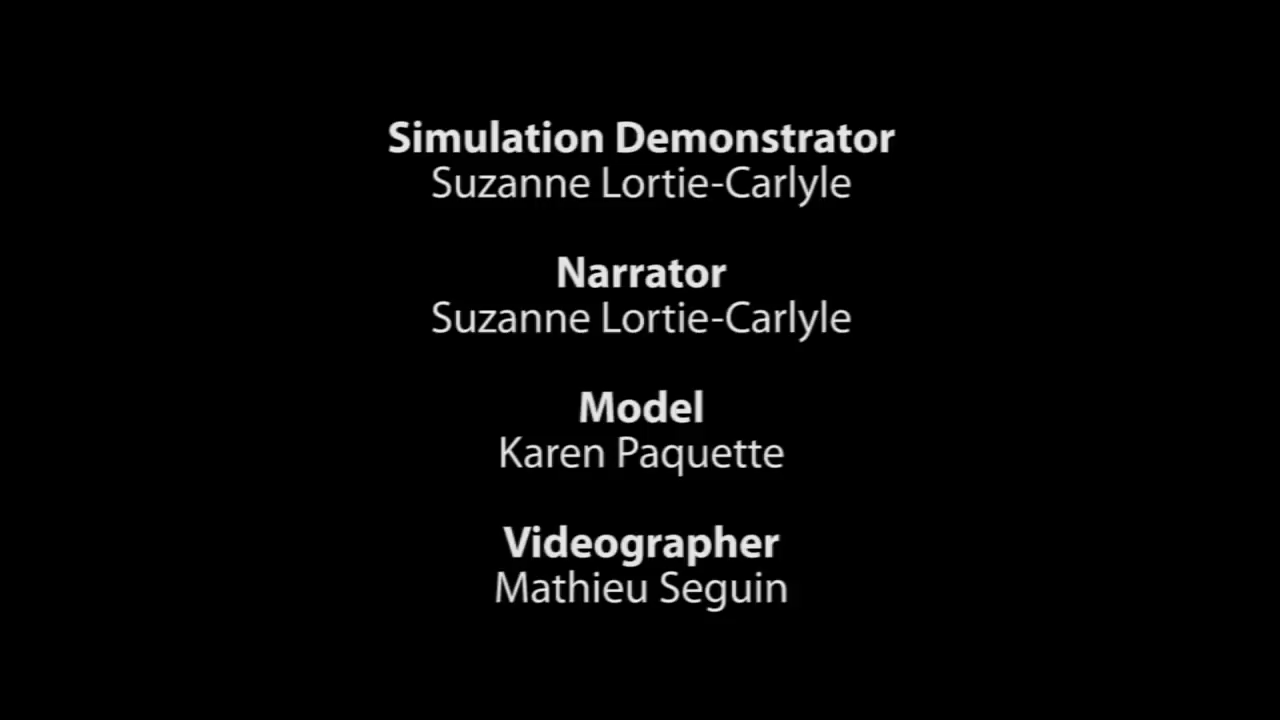 Simulation Demonstrator
Suzanne Lortie-Carlyle
Narrator
Suzanne Lortie-Carlyle
Model
Karen Paquette
Videographer
Mathieu Seguin